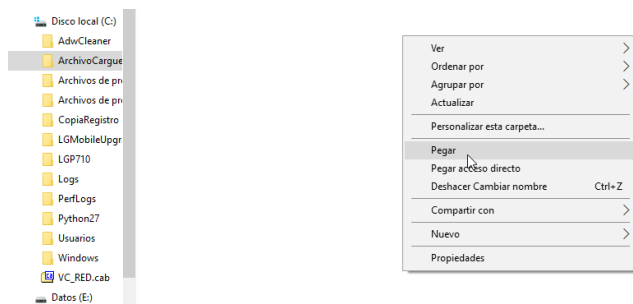 Disco local (C:)
AdwCleaner
ArchivoCargue
Archivos de pr
Archivos de pr
CopiaRegistro
LGMobileUpgr
LGP710
Logs
PerfLogs
Python27
Usuarios
Windows
VC_RED.cab
Datos (E:)
Ver
Ordenar por
Agrupar por
Actualizar
Personalizar esta carpeta...
Pegar
Pegar acceso directo
Deshacer Cambiar nombre Ctrl+Z
Compartir con
Nuevo
Propiedades